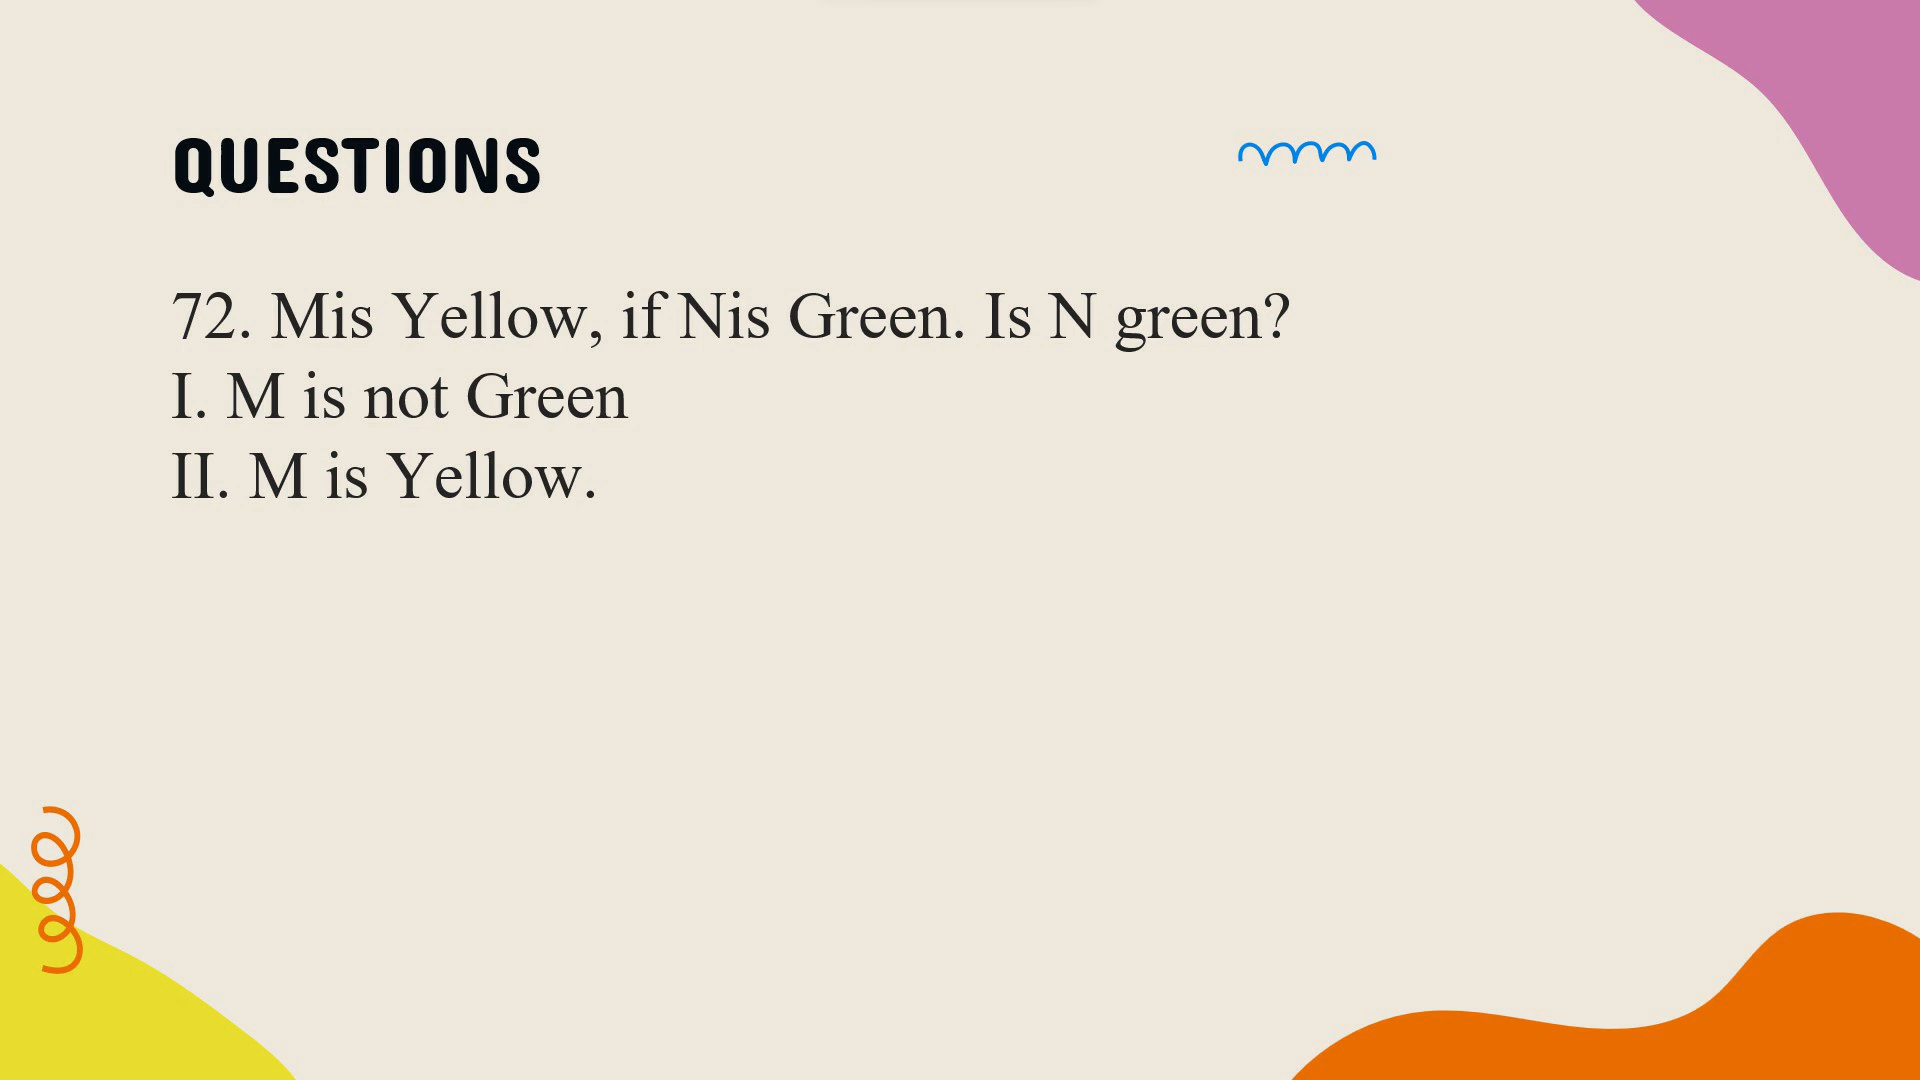 QUESTIONS
72. Mis Yellow, if Nis Green. Is N green?
I. M is not Green
II. M is Yellow.